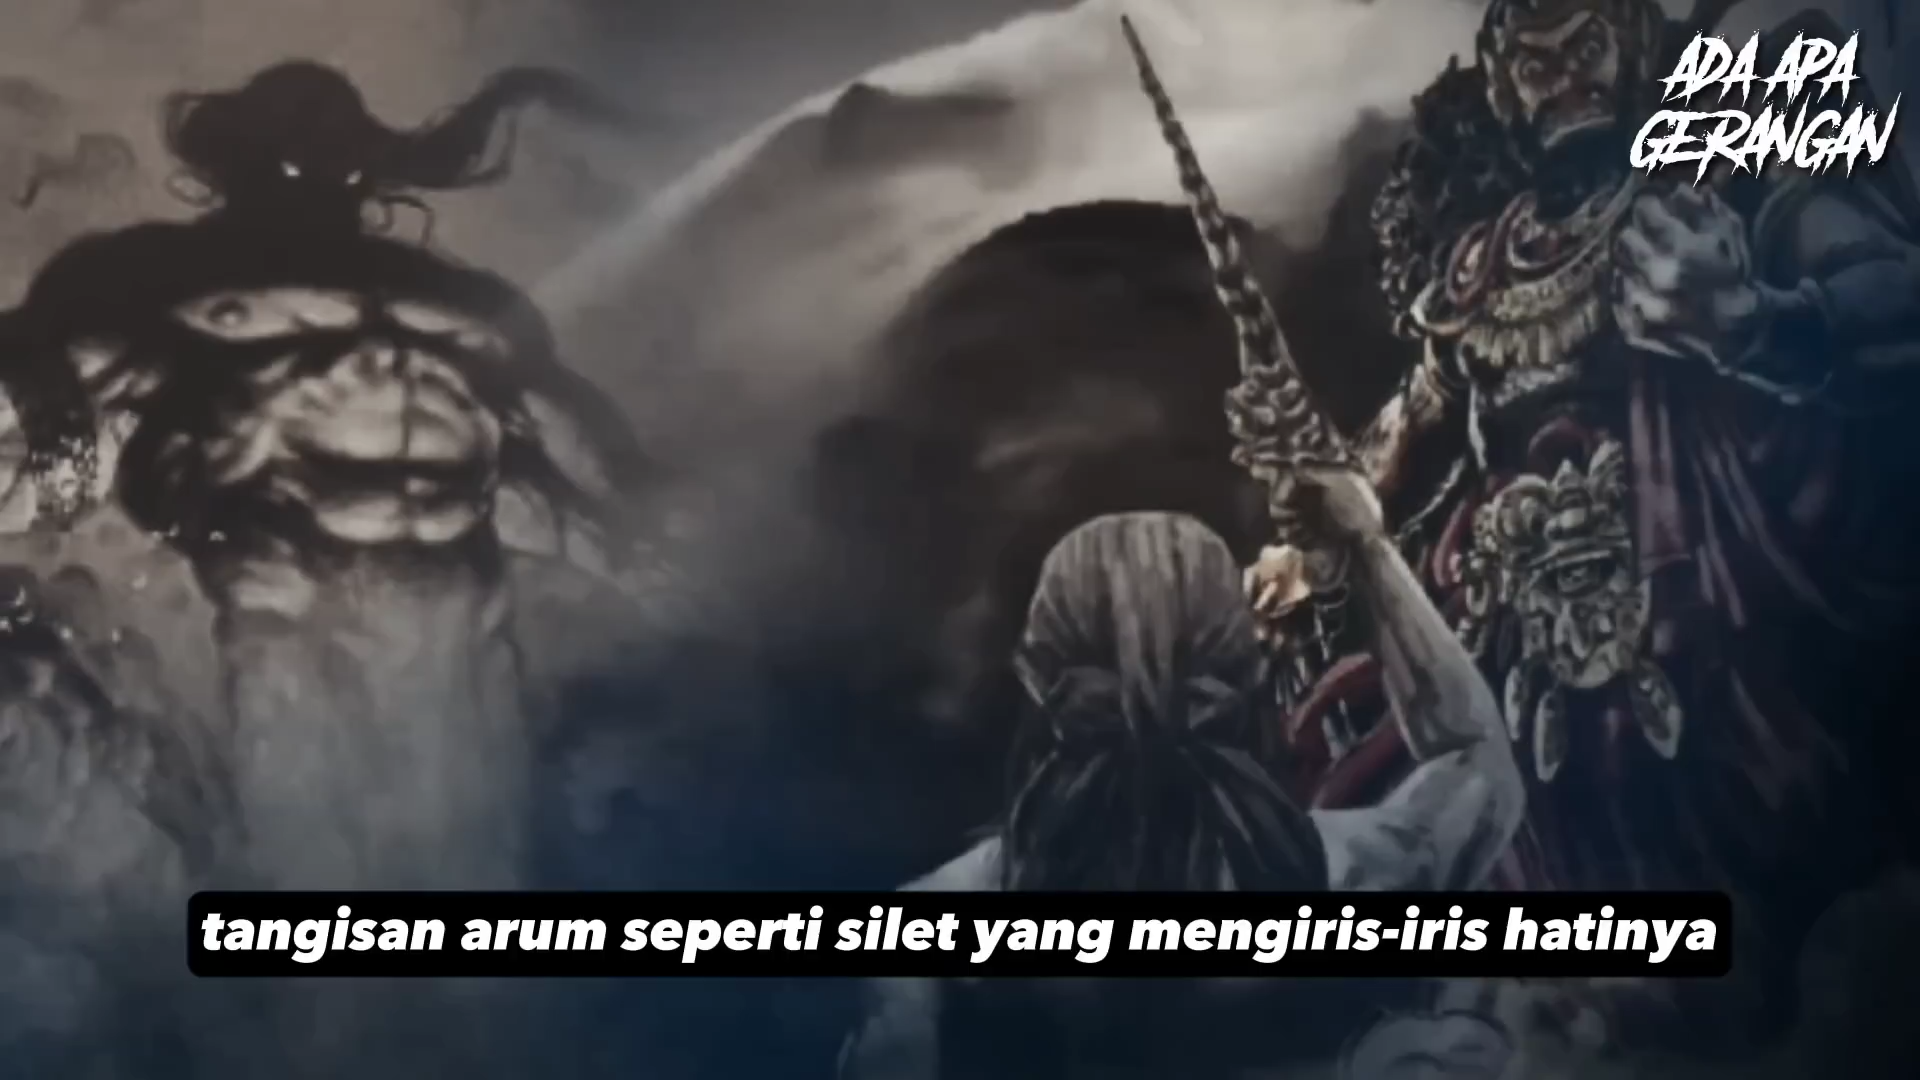 ADA APA
GERANGAN
tangisan arum seperti silet yang mengiris-iris hatinya